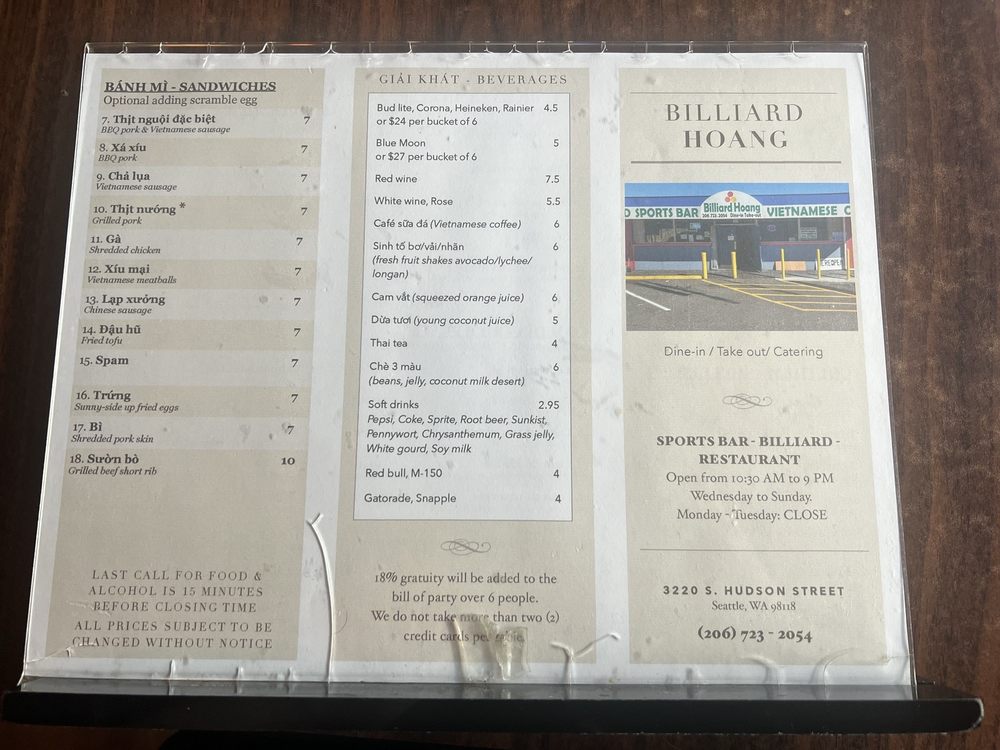 BÁNH MÌ - SANDWICHES
Optional adding scramble egg
7. Thịt nguội đặc biệt 7
BBQ pork & Vietnamese sausage
8. Xá xíu 7
BBQ pork
9. Chả lụa 7
Vietnamese sausage
10. Thịt nướng * 7
Grilled pork
11. Gà 7
Shredded chicken
12. Xíu mại 7
Vietnamese meatballs
13. Lạp xưởng 7
Chinese sausage
14. Đậu hũ 7
Fried tofu
15. Spam 7
16. Trứng 7
Sunny-side up fried eggs
17. Bì 7
Shredded pork skin
18. Sườn bò 10
Grilled beef short rib
LAST CALL FOR FOOD &
ALCOHOL IS 15 MINUTES
BEFORE CLOSING TIME
ALL PRICES SUBJECT TO BE
CHANGED WITHOUT NOTICE
GIẢI KHÁT - BEVERAGES
Bud lite, Corona, Heineken, Rainier 4.5
or $24 per bucket of 6
Blue Moon 5
or $27 per bucket of 6
Red wine 7.5
White wine, Rose 5.5
Café sữa đá (Vietnamese coffee) 6
Sinh tố bơ/vải/nhãn 6
(fresh fruit shakes avocado/lychee/
longan)
Cam vắt (squeezed orange juice) 6
Dừa tươi (young coconut juice) 5
Thai tea 4
Chè 3 màu 6
(beans, jelly, coconut milk desert)
Soft drinks 2.95
Pepsi, Coke, Sprite, Root beer, Sunkist,
Pennywort, Chrysanthemum, Grass jelly,
White gourd, Soy milk
Red bull, M-150 4
Gatorade, Snapple 4
18% gratuity will be added to the
bill of party over 6 people.
We do not take more than two (2)
credit cards per
BILLIARD
HOANG
SPORTS BAR
Billiard Hoang
206.723.2054 Dine-in Take-out
VIETNAMESE C
Dine-in / Take out/ Catering
SPORTS BAR - BILLIARD -
RESTAURANT
Open from 10:30 AM to 9 PM
Wednesday to Sunday.
Monday - Tuesday: CLOSE
3220 S. HUDSON STREET
Seattle, WA 98118
(206) 723 - 2054